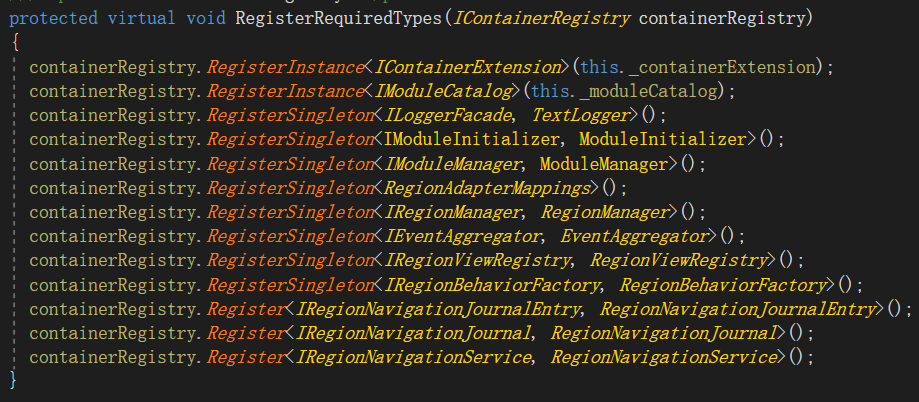 protected virtual void RegisterRequiredTypes(IContainerRegistry containerRegistry)
{
containerRegistry.RegisterInstance<IContainerExtension>(this._containerExtension);
containerRegistry.RegisterInstance<IModuleCatalog>(this._moduleCatalog);
containerRegistry.RegisterSingleton<ILoggerFacade, TextLogger>();
containerRegistry.RegisterSingleton<IModuleInitializer, ModuleInitializer>();
containerRegistry.RegisterSingleton<IModuleManager, ModuleManager>();
containerRegistry.RegisterSingleton<RegionAdapterMappings>();
containerRegistry.RegisterSingleton<IRegionManager, RegionManager>();
containerRegistry.RegisterSingleton<IEventAggregator, EventAggregator>();
containerRegistry.RegisterSingleton<IRegionViewRegistry, RegionViewRegistry>();
containerRegistry.RegisterSingleton<IRegionBehaviorFactory, RegionBehaviorFactory>();
containerRegistry.Register<IRegionNavigationJournalEntry, RegionNavigationJournalEntry>();
containerRegistry.Register<IRegionNavigationJournal, RegionNavigationJournal>();
containerRegistry.Register<IRegionNavigationService, RegionNavigationService>();
}